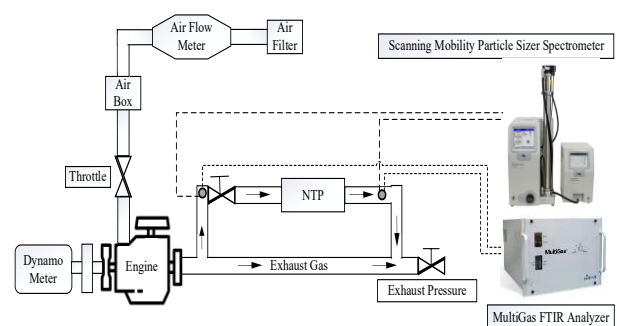 Air Flow
Meter
Air
Filter
Scanning Mobility Particle Sizer Spectrometer
Air
Box
Throttle
NTP
Dynamo
Meter
Engine
Exhaust Gas
Exhaust Pressure
MultiGas
MultiGas FTIR Analyzer